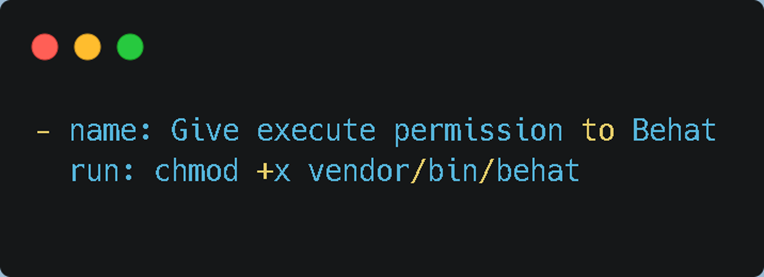 - name: Give execute permission to Behat
  run: chmod +x vendor/bin/behat